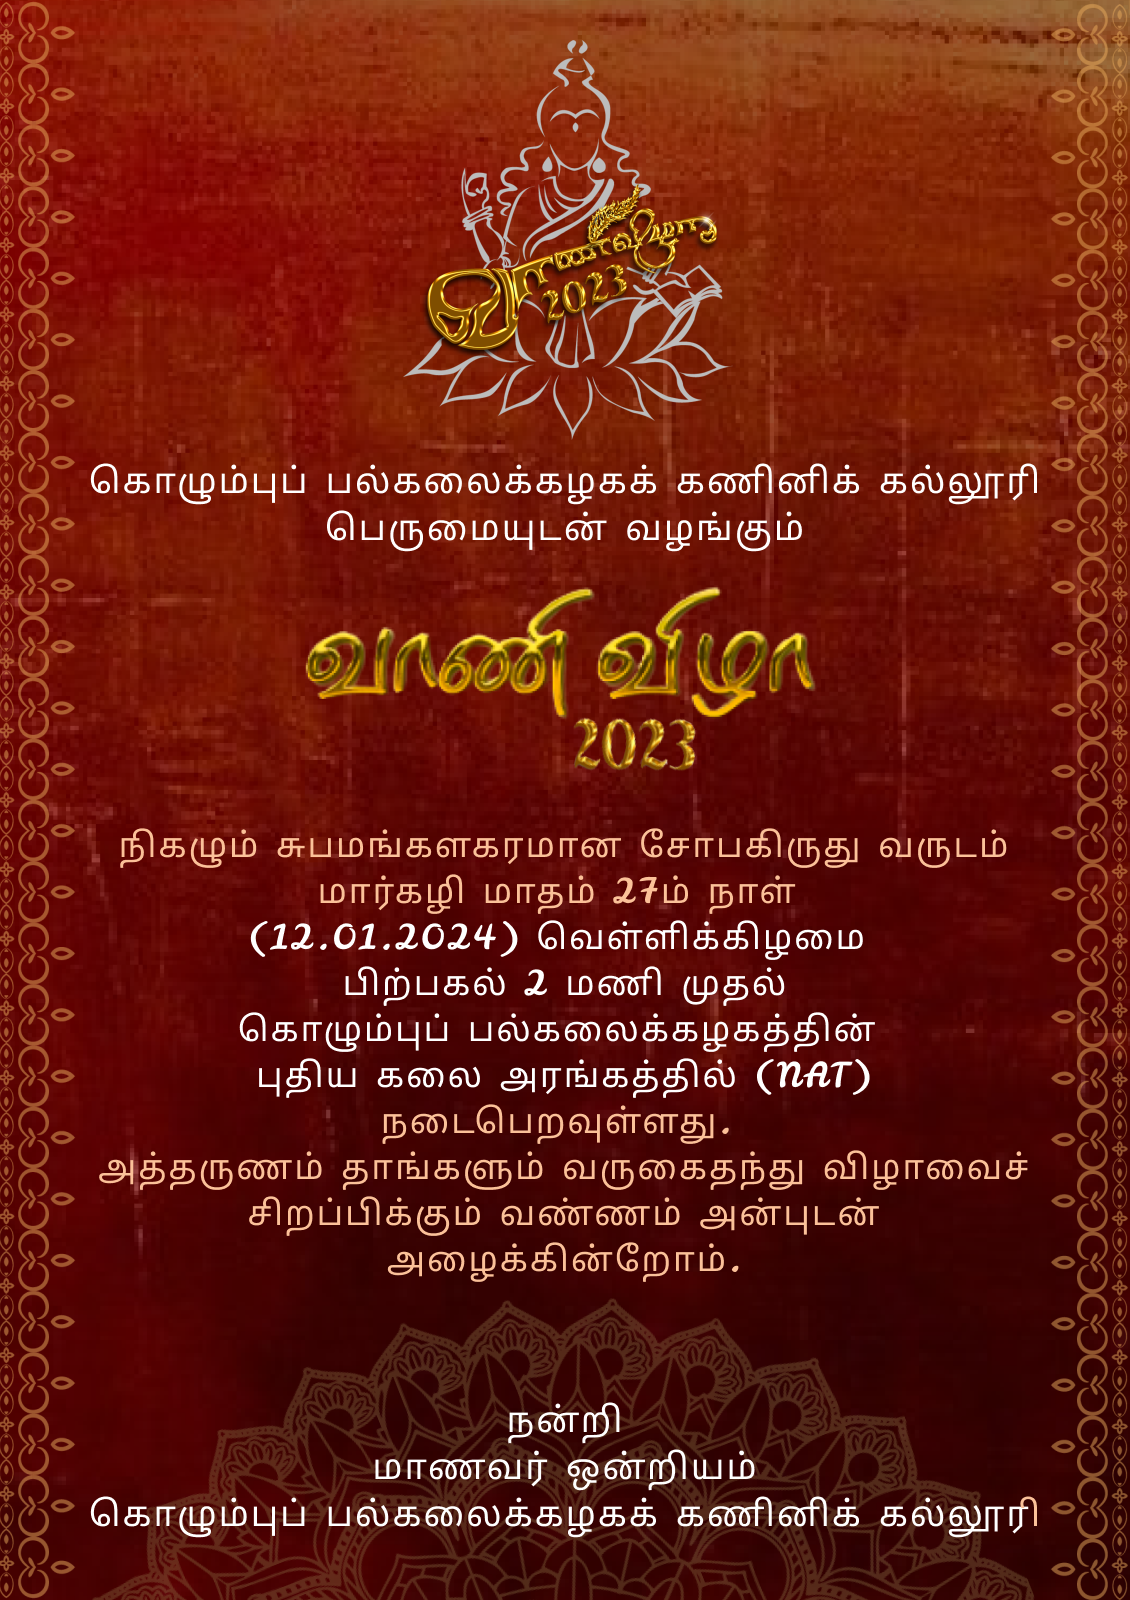 வாணிவிழா
2023
கொழும்புப் பல்கலைக்கழகக் கணினிக் கல்லூரி
பெருமையுடன் வழங்கும்
வாணி விழா
2023
நிகழும் சுபமங்களகரமான சோபகிருது வருடம்
மார்கழி மாதம் 27ம் நாள்
(12.01.2024) வெள்ளிக்கிழமை
பிற்பகல் 2 மணி முதல்
கொழும்புப் பல்கலைக்கழகத்தின்
புதிய கலை அரங்கத்தில் (NAT)
நடைபெறவுள்ளது.
அத்தருணம் தாங்களும் வருகைதந்து விழாவைச்
சிறப்பிக்கும் வண்ணம் அன்புடன்
அழைக்கின்றோம்.
நன்றி
மாணவர் ஒன்றியம்
கொழும்புப் பல்கலைக்கழகக் கணினிக் கல்லூரி